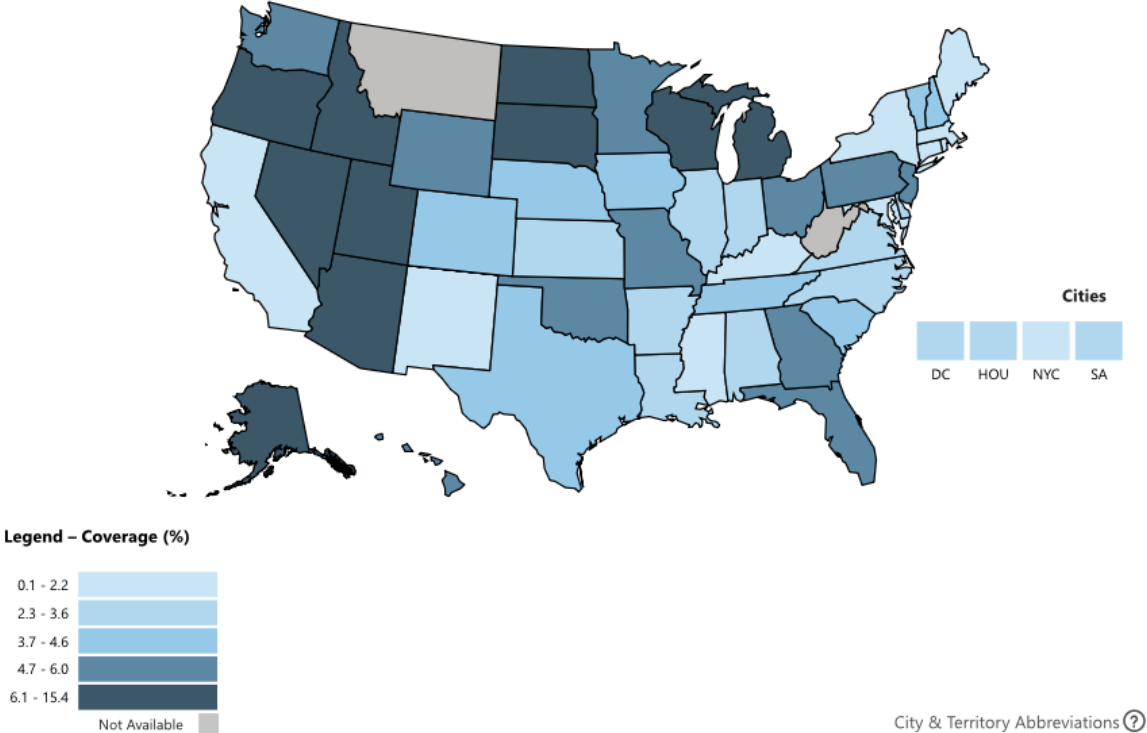 Cities
DC HOU NYC SA
Legend – Coverage (%)
0.1 - 2.2
2.3 - 3.6
3.7 - 4.6
4.7 - 6.0
6.1 - 15.4
Not Available
City & Territory Abbreviations ?